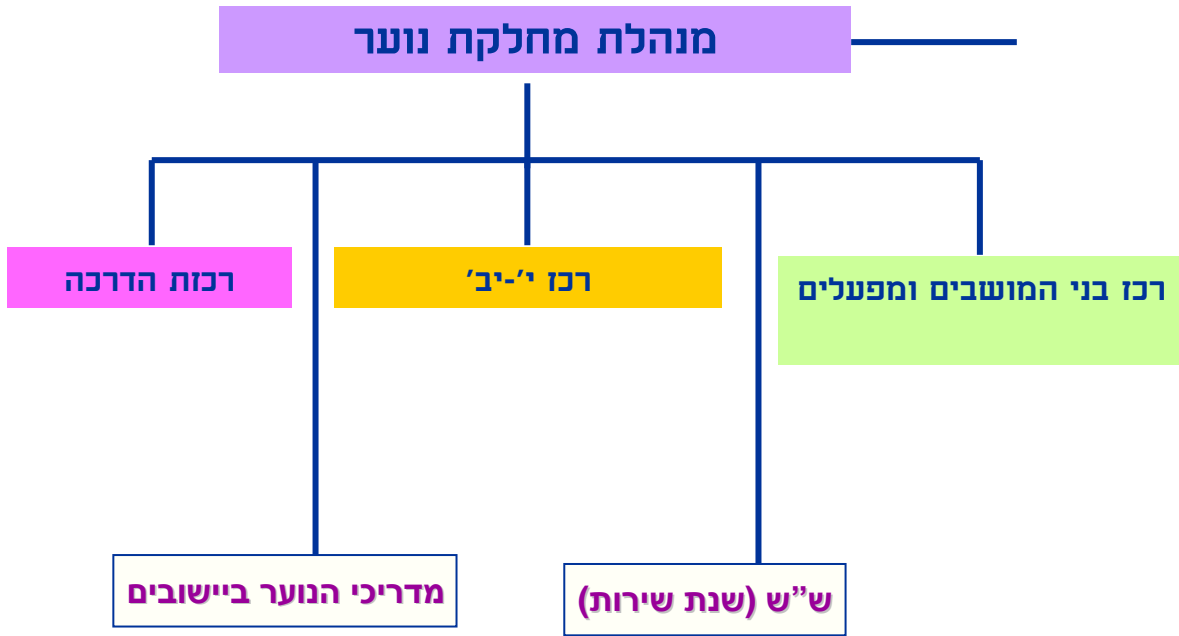 מנהלת מחלקת נוער
רכז בני המושבים ומפעלים
רכז י'-יב'
רכזת הדרכה
ש"ש (שנת שירות)
מדריכי הנוער ביישובים